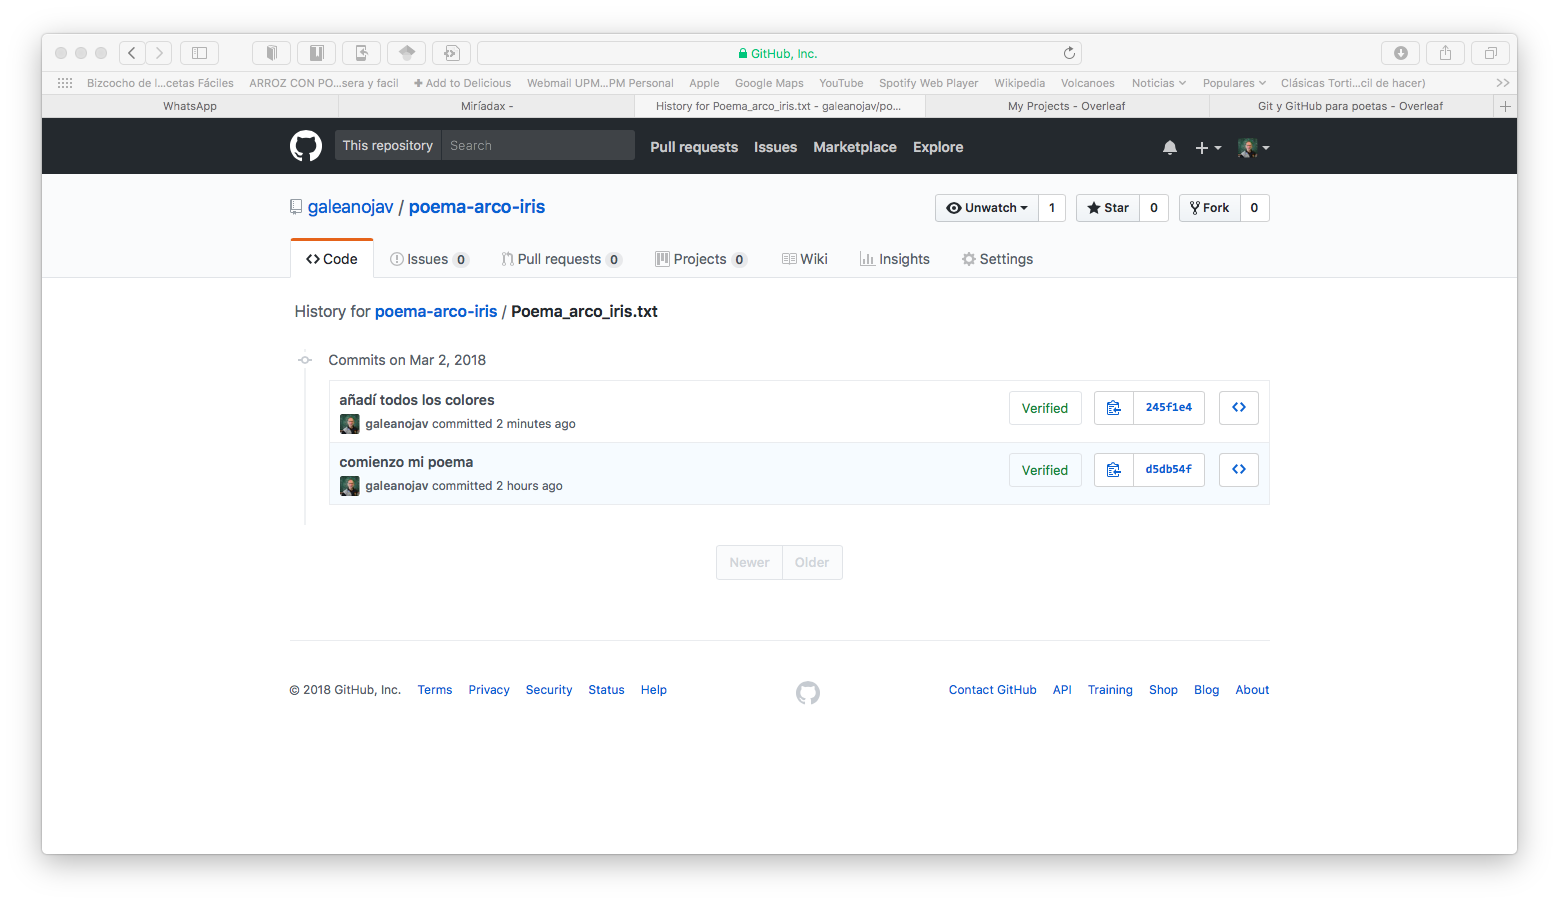 GitHub, Inc.
Bizcocho de l...cetas Fáciles ARROZ CON PO...sera y facil Add to Delicious Webmail UPM...PM Personal Apple Google Maps YouTube Spotify Web Player Wikipedia Volcanoes Noticias Populares Clásicas Torti...cil de hacer) >>
WhatsApp Miríadax - History for Poema_arco_iris.txt - galeanojav/po... My Projects - Overleaf Git y GitHub para poetas - Overleaf +
This repository Search Pull requests Issues Marketplace Explore
galeanojav / poema-arco-iris Unwatch 1 Star 0 Fork 0
Code Issues 0 Pull requests 0 Projects 0 Wiki Insights Settings
History for poema-arco-iris / Poema_arco_iris.txt
Commits on Mar 2, 2018
añadí todos los colores
galeanojav committed 2 minutes ago Verified 245f1e4
comienzo mi poema
galeanojav committed 2 hours ago Verified d5db54f
Newer Older
© 2018 GitHub, Inc. Terms Privacy Security Status Help Contact GitHub API Training Shop Blog About